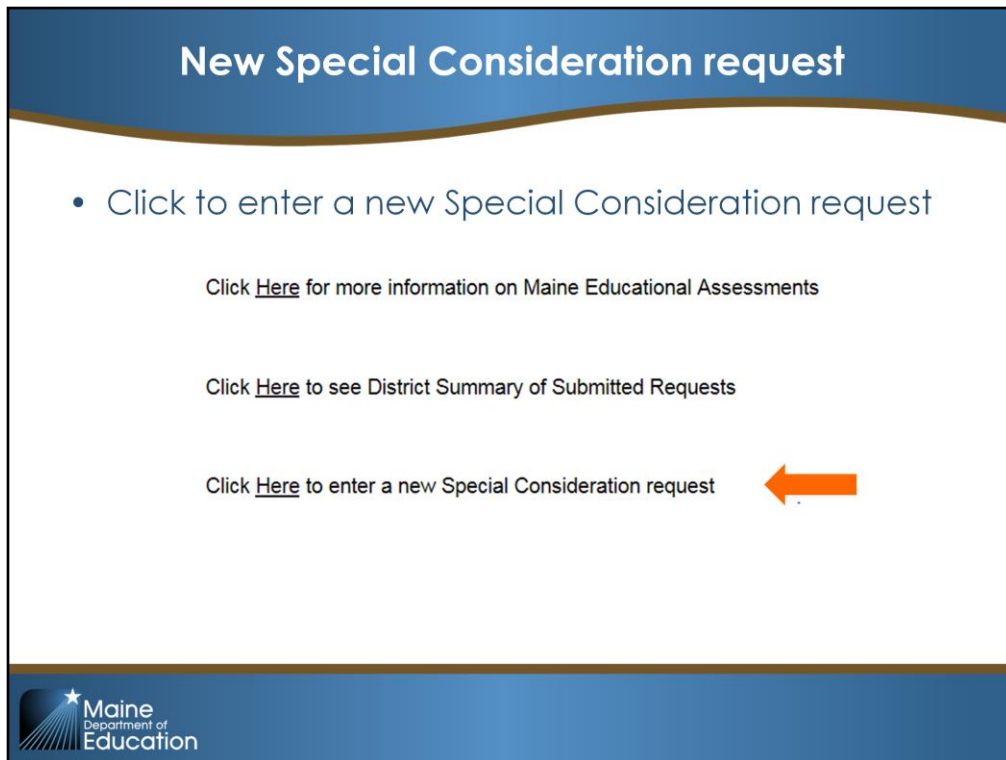 New Special Consideration request
• Click to enter a new Special Consideration request
Click Here for more information on Maine Educational Assessments
Click Here to see District Summary of Submitted Requests
Click Here to enter a new Special Consideration request
Maine
Department of
Education